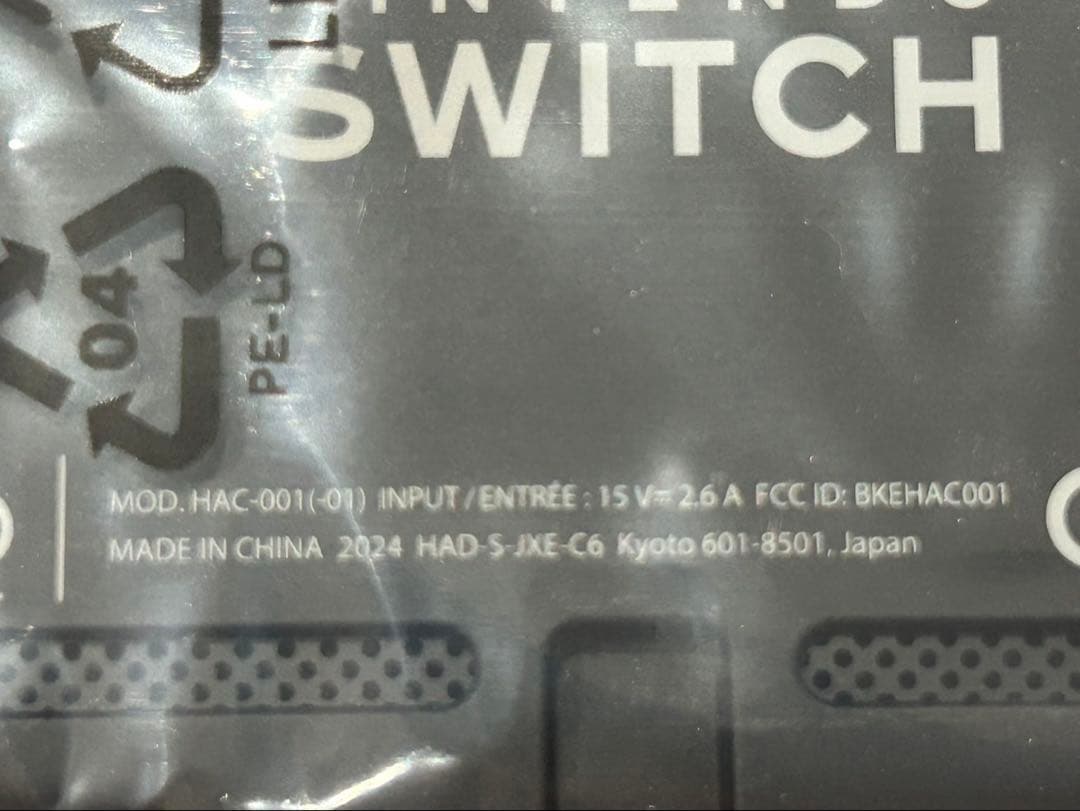 NINTENDO
SWITCH
04
PE-LD
MOD. HAC-001(-01) INPUT / ENTRÉE : 15 V⎓ 2.6 A FCC ID: BKEHAC001
MADE IN CHINA 2024 HAD-S-JXE-C6 Kyoto 601-8501, Japan